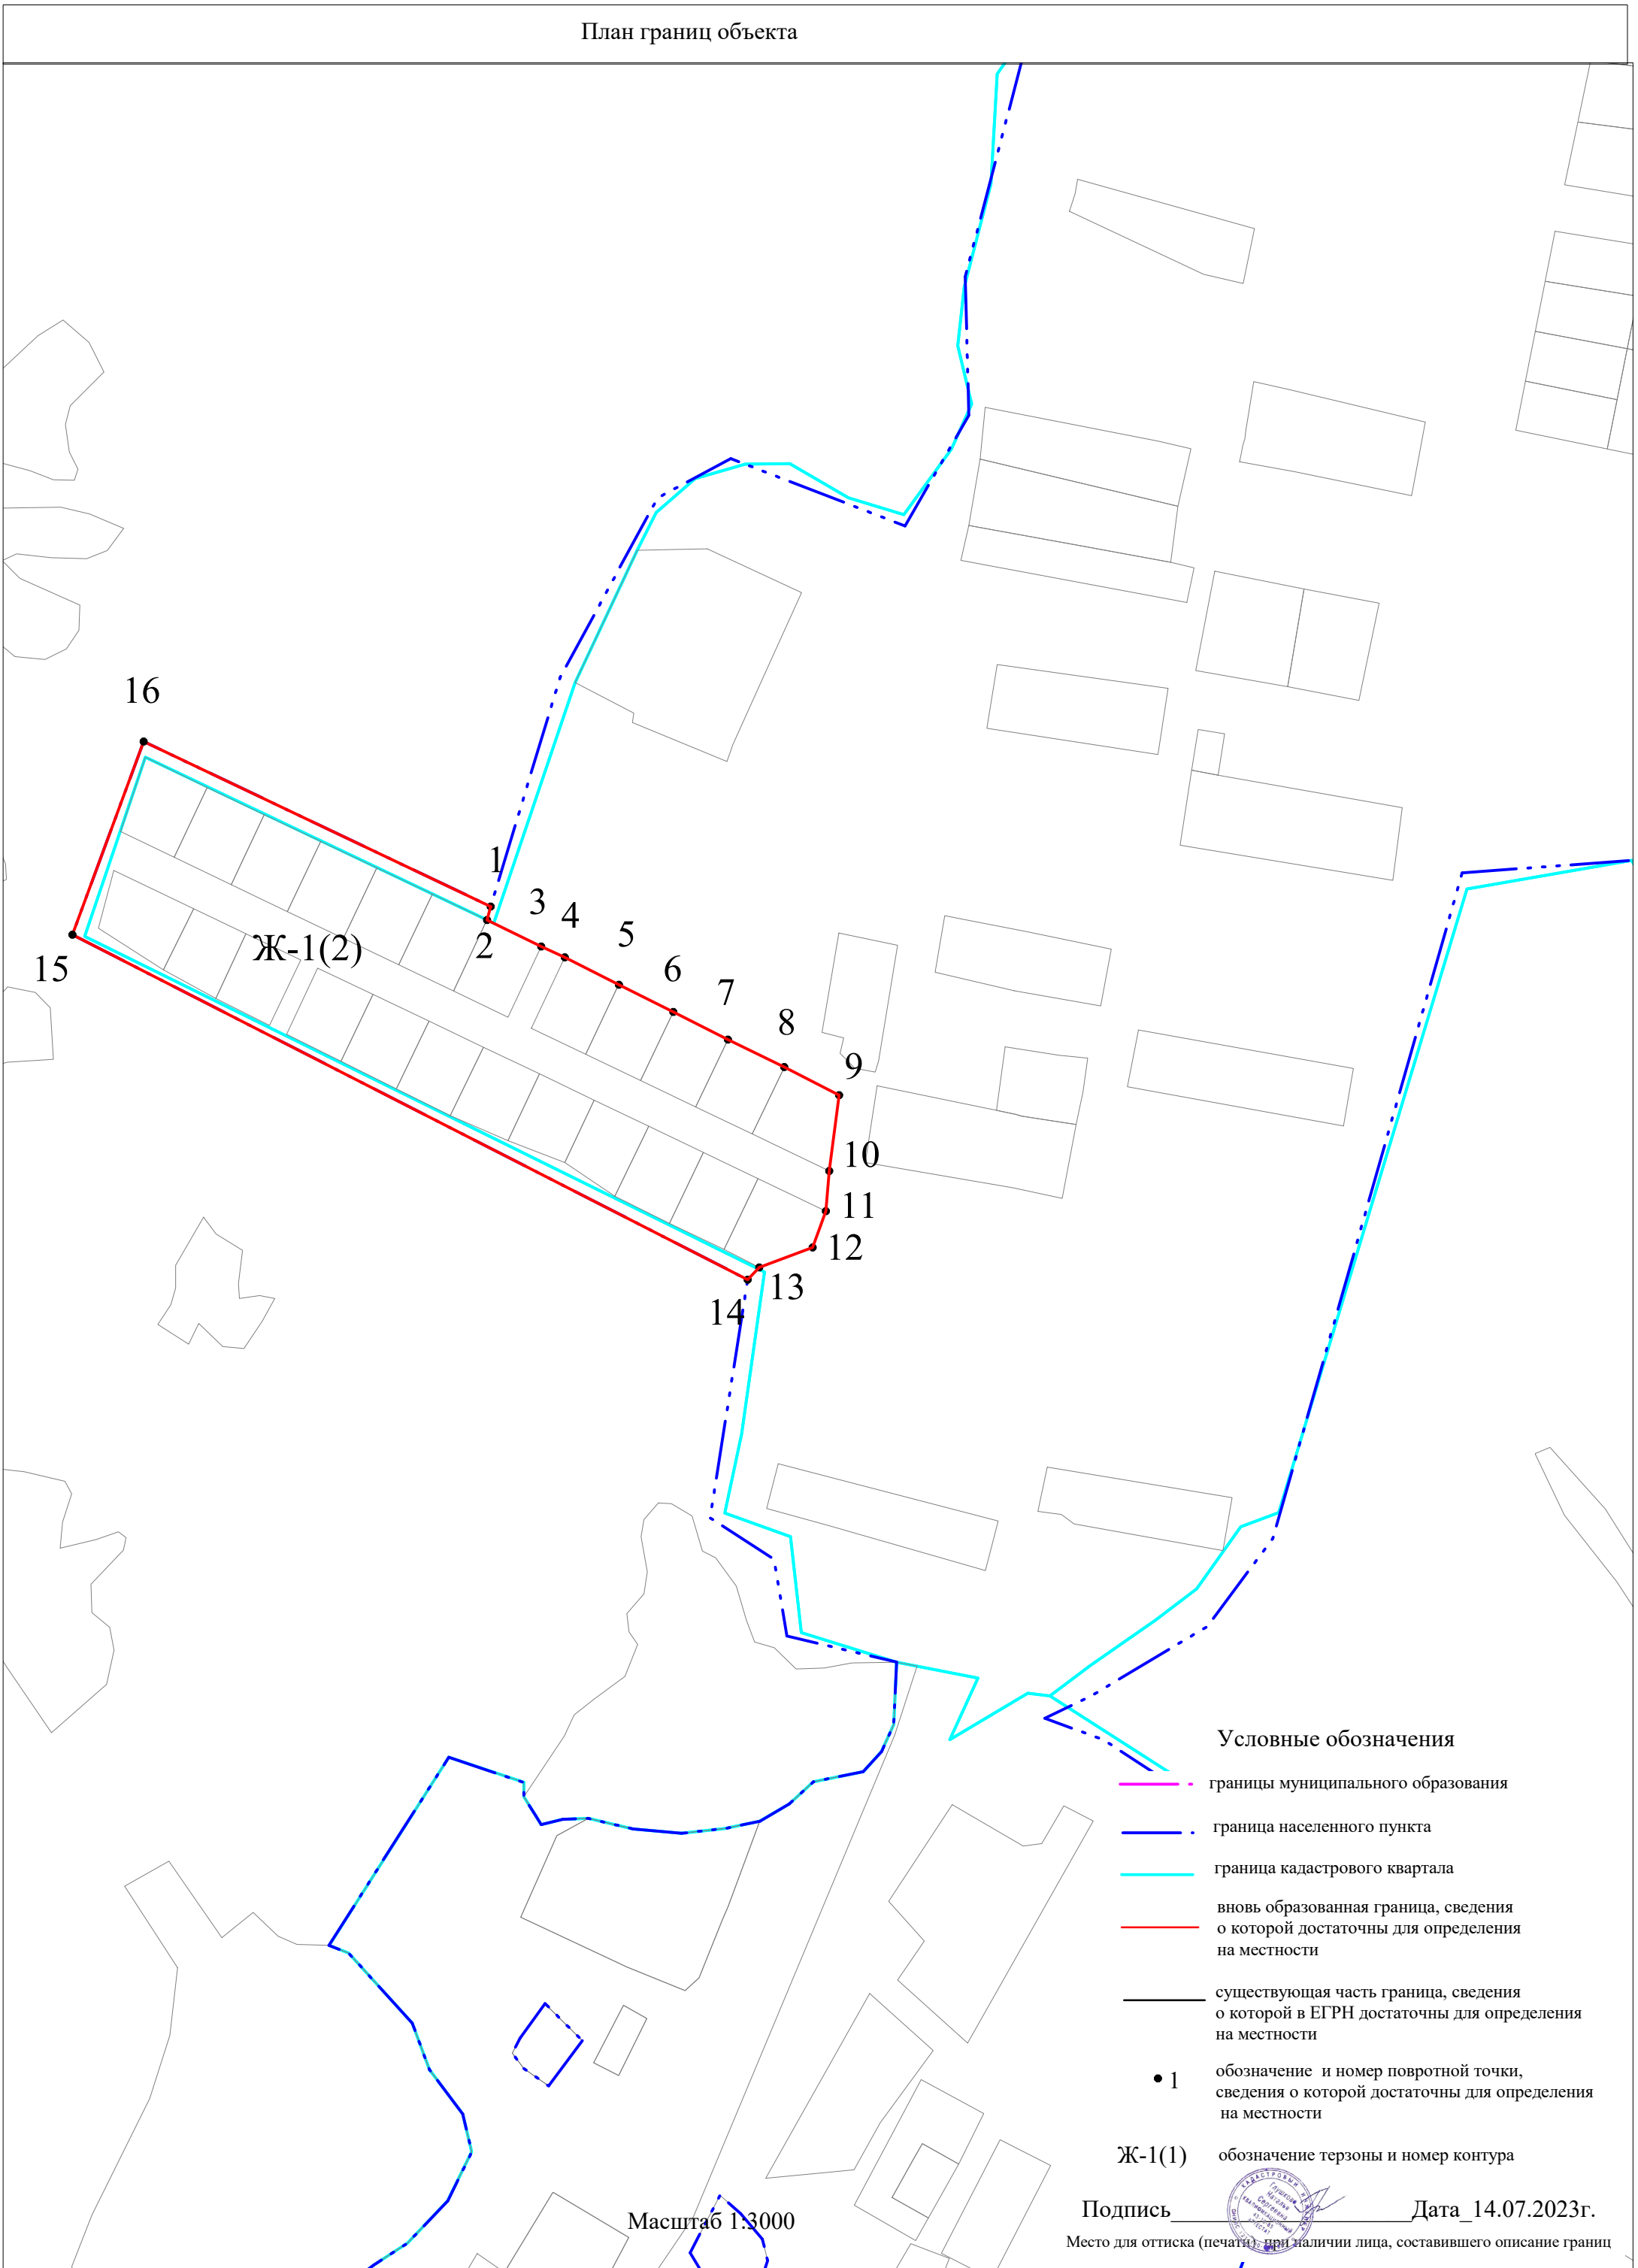 План границ объекта
16
1
3
4
2
5
Ж-1(2)
15
6
7
8
9
10
11
12
13
14
Условные обозначения
границы муниципального образования
граница населенного пункта
граница кадастрового квартала
вновь образованная граница, сведения
о которой достаточны для определения
на местности
существующая часть граница, сведения
о которой в ЕГРН достаточны для определения
на местности
1 обозначение и номер повротной точки,
сведения о которой достаточны для определения
на местности
Ж-1(1) обозначение терзоны и номер контура
Масштаб 1:3000
Подпись____________________Дата_14.07.2023г.
Место для оттиска (печати), при наличии лица, составившего описание границ